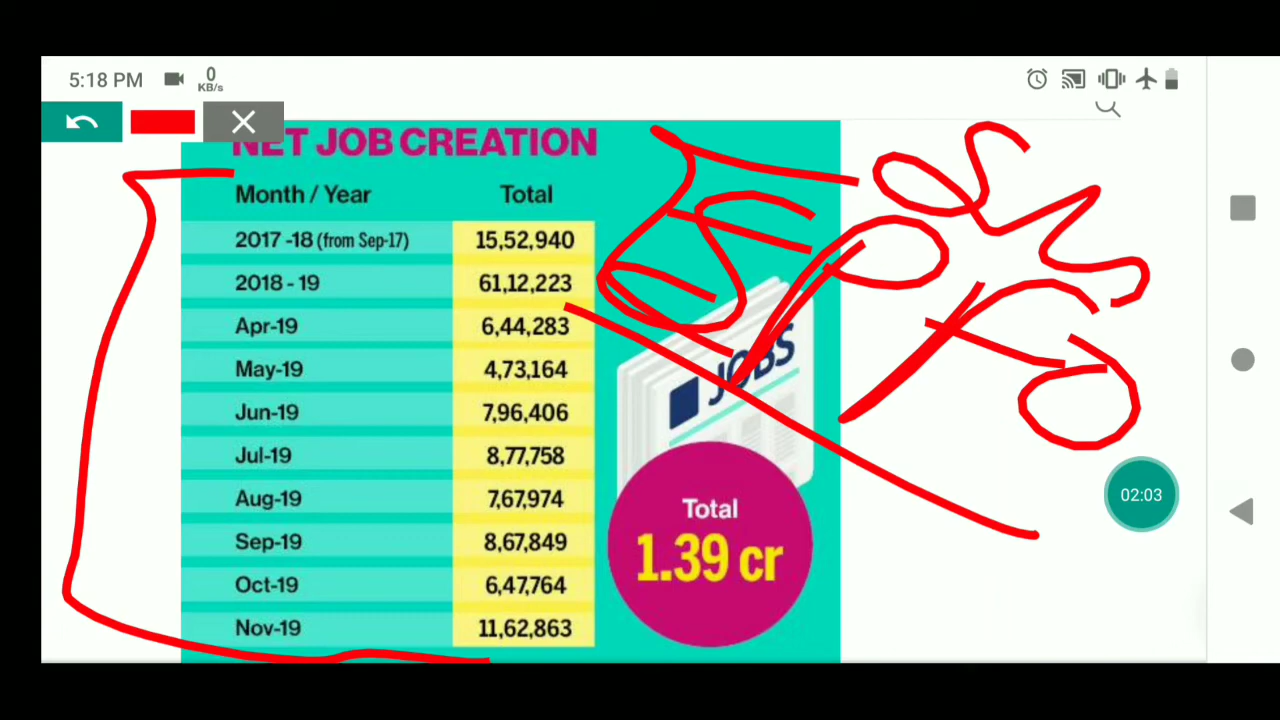 5:18 PM 0 KB/s
NET JOB CREATION
Month / Year Total
2017 -18 (from Sep-17) 15,52,940
2018 - 19 61,12,223
Apr-19 6,44,283
May-19 4,73,164
Jun-19 7,96,406
Jul-19 8,77,758
Aug-19 7,67,974
Sep-19 8,67,849
Oct-19 6,47,764
Nov-19 11,62,863
JOBS
Total
1.39 cr
02:03